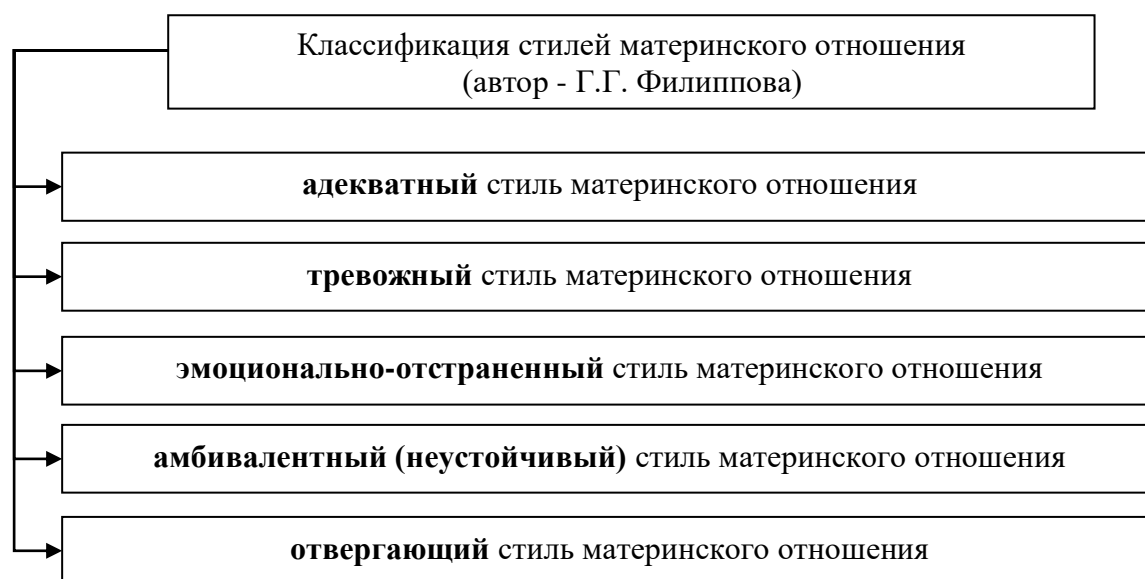 Классификация стилей материнского отношения
(автор - Г.Г. Филиппова)
адекватный стиль материнского отношения
тревожный стиль материнского отношения
эмоционально-отстраненный стиль материнского отношения
амбивалентный (неустойчивый) стиль материнского отношения
отвергающий стиль материнского отношения